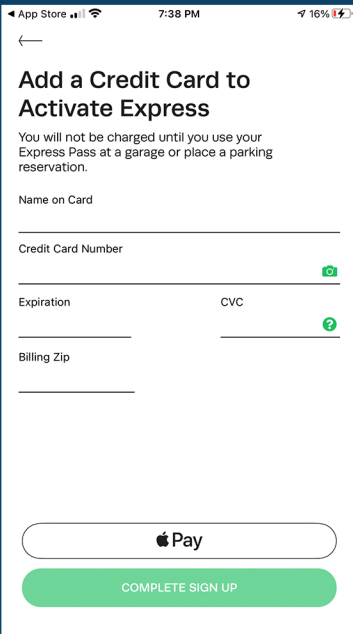 App Store 7:38 PM 16%
Add a Credit Card to
Activate Express
You will not be charged until you use your
Express Pass at a garage or place a parking
reservation.
Name on Card
Credit Card Number
Expiration CVC
?
Billing Zip
Pay
COMPLETE SIGN UP